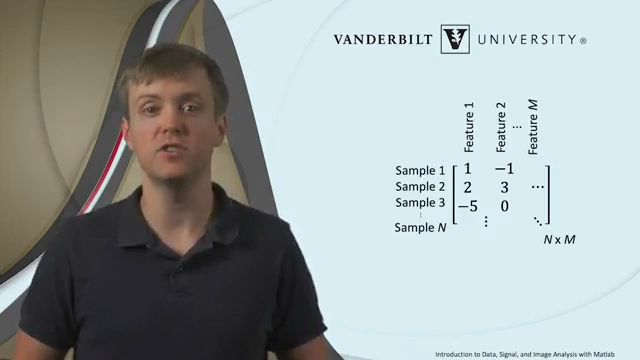 VANDERBILT V UNIVERSITY®
Feature 1
Feature 2
...
Feature M
Sample 1 1 -1
Sample 2 2 3 ...
Sample 3 -5 0
⋮
Sample N ⋮ ⋱
N x M
Introduction to Data, Signal, and Image Analysis with Matlab